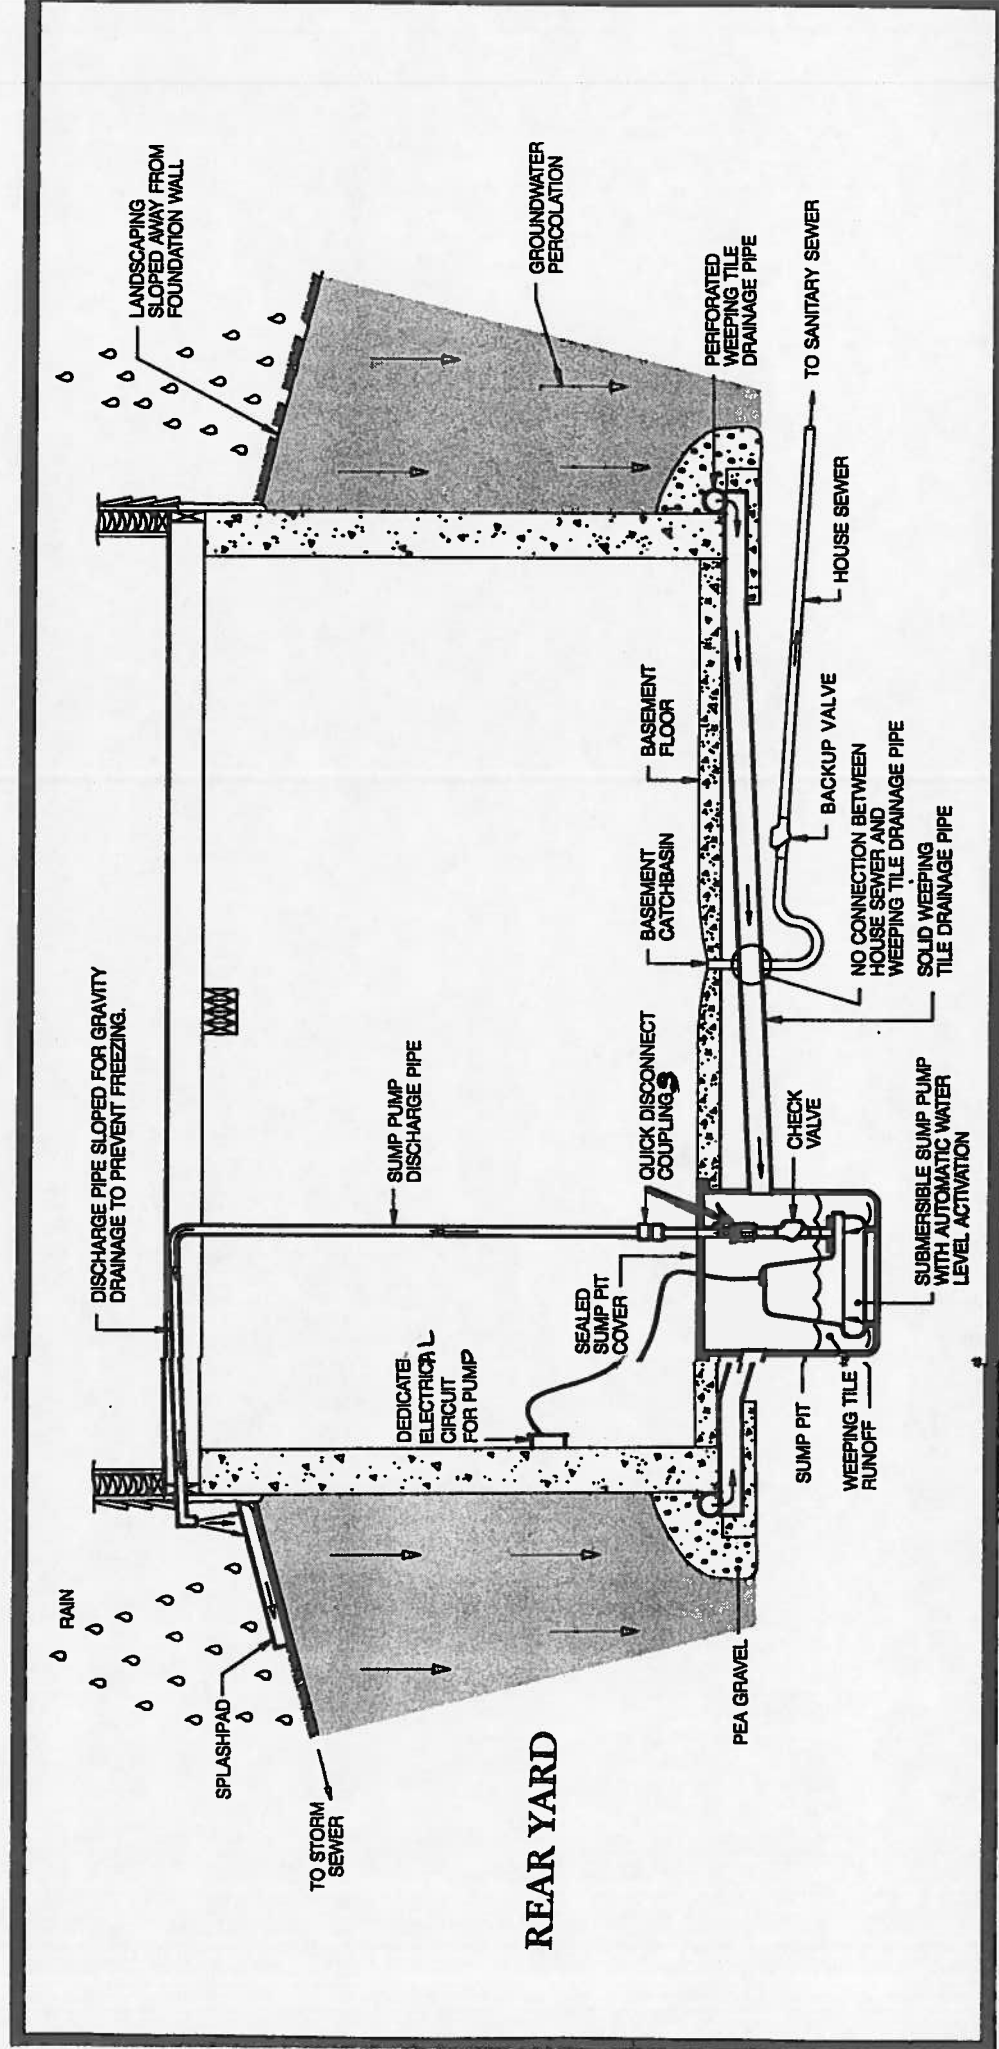 DISCHARGE PIPE SLOPED FOR GRAVITY
DRAINAGE TO PREVENT FREEZING.
LANDSCAPING
SLOPED AWAY FROM
FOUNDATION WALL
RAIN
SPLASHPAD
TO STORM
SEWER
SUMP PUMP
DISCHARGE PIPE
GROUNDWATER
PERCOLATION
DEDICATED
ELECTRICAL
CIRCUIT
FOR PUMP
REAR YARD
SEALED
SUMP PIT
COVER
QUICK DISCONNECT
COUPLINGS
BASEMENT
CATCHBASIN
BASEMENT
FLOOR
PERFORATED
WEEPING TILE
DRAINAGE PIPE
PEA GRAVEL
SUMP PIT
WEEPING TILE
RUNOFF
CHECK
VALVE
SUBMERSIBLE SUMP PUMP
WITH AUTOMATIC WATER
LEVEL ACTIVATION
NO CONNECTION BETWEEN
HOUSE SEWER AND
WEEPING TILE DRAINAGE PIPE
SOLID WEEPING
TILE DRAINAGE PIPE
BACKUP VALVE
HOUSE SEWER
TO SANITARY SEWER